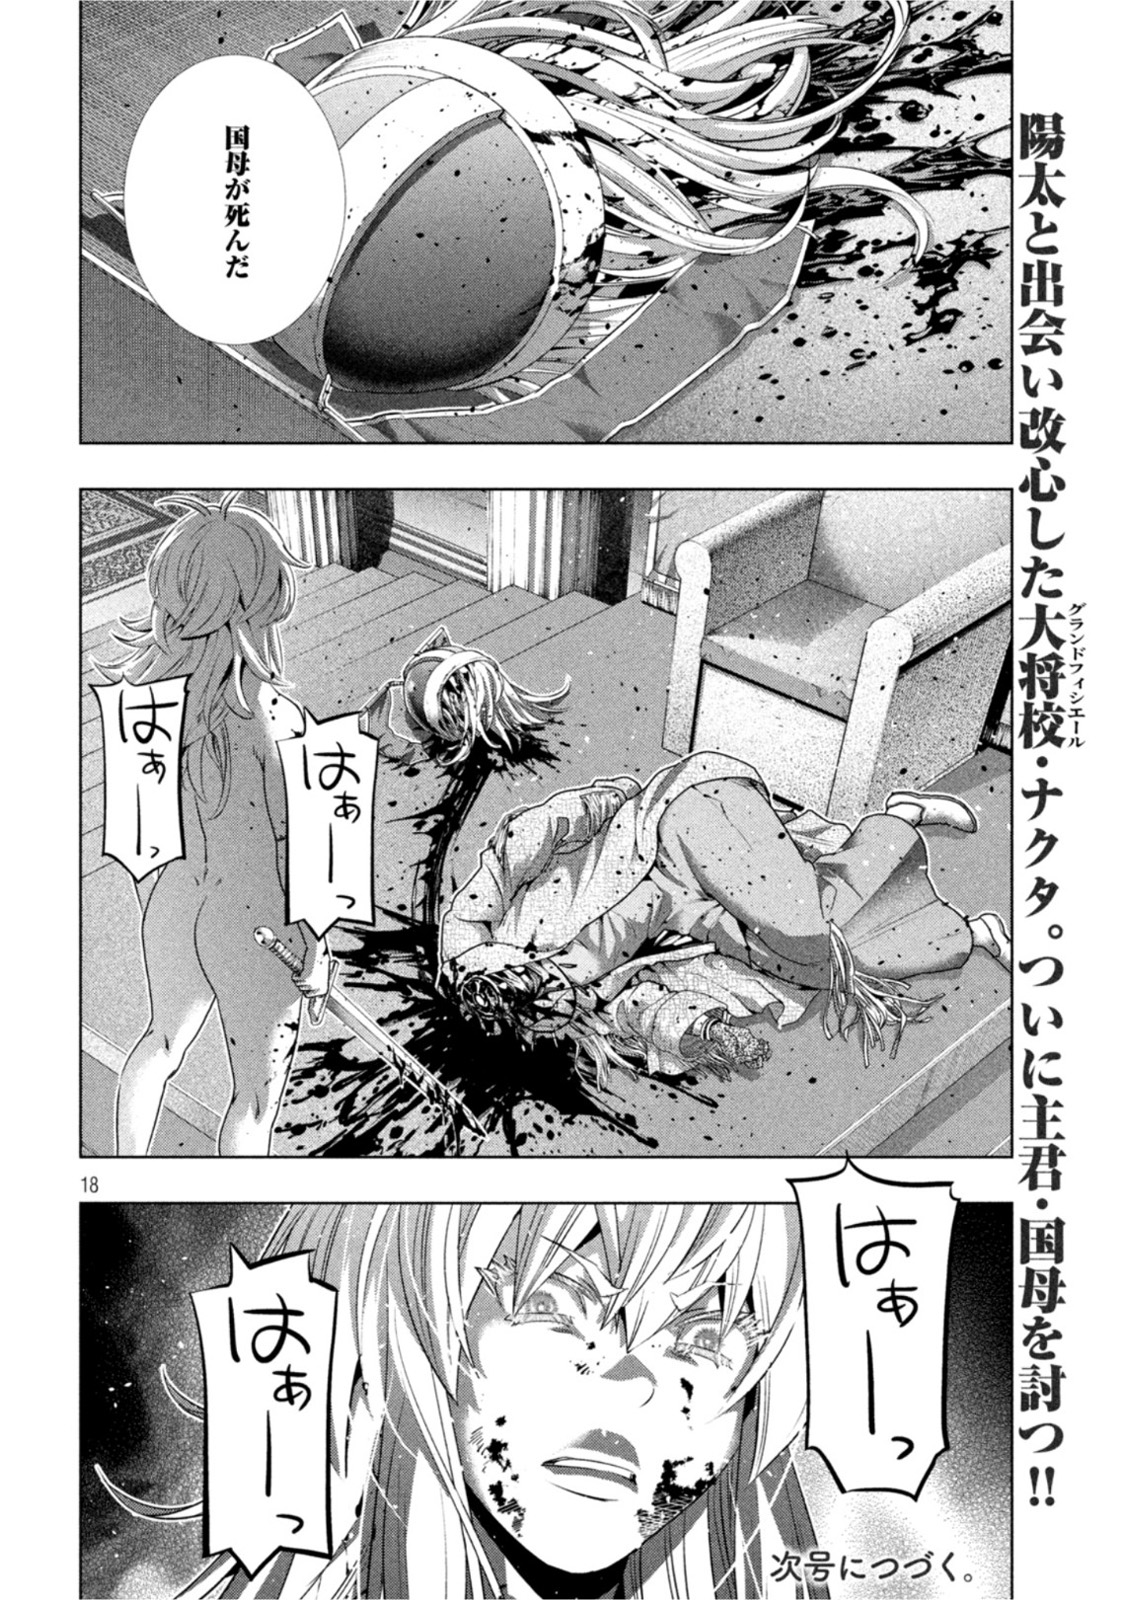 国母が死んだ
はぁーっ
はぁーっ
はぁーっ
はぁーっ
陽太と出会い改心した大将校・ナクタ。ついに主君・国母を討つ!!
グランドフィシエール
次号につづく。
18